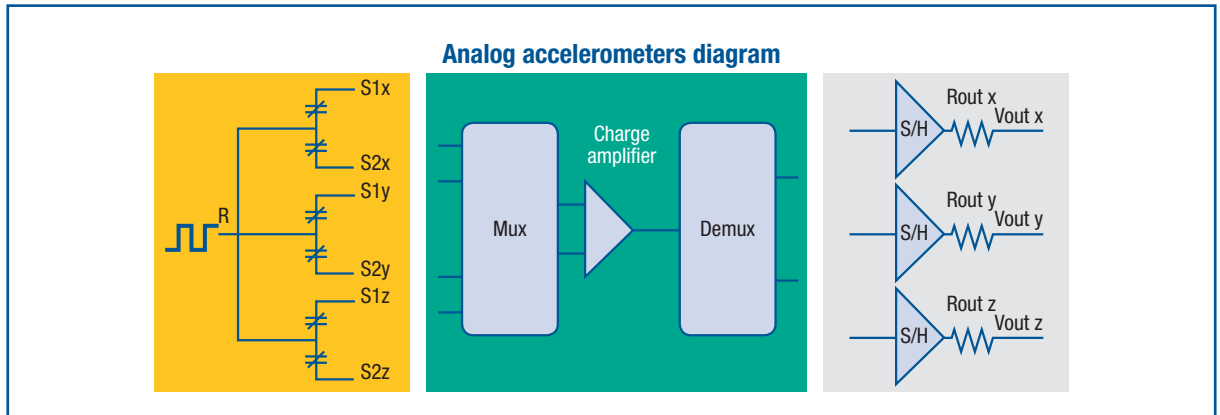 Analog accelerometers diagram
S1x
S2x
S1y
R
S2y
S1z
S2z
Mux
Charge
amplifier
Demux
S/H
Rout x
Vout x
S/H
Rout y
Vout y
S/H
Rout z
Vout z